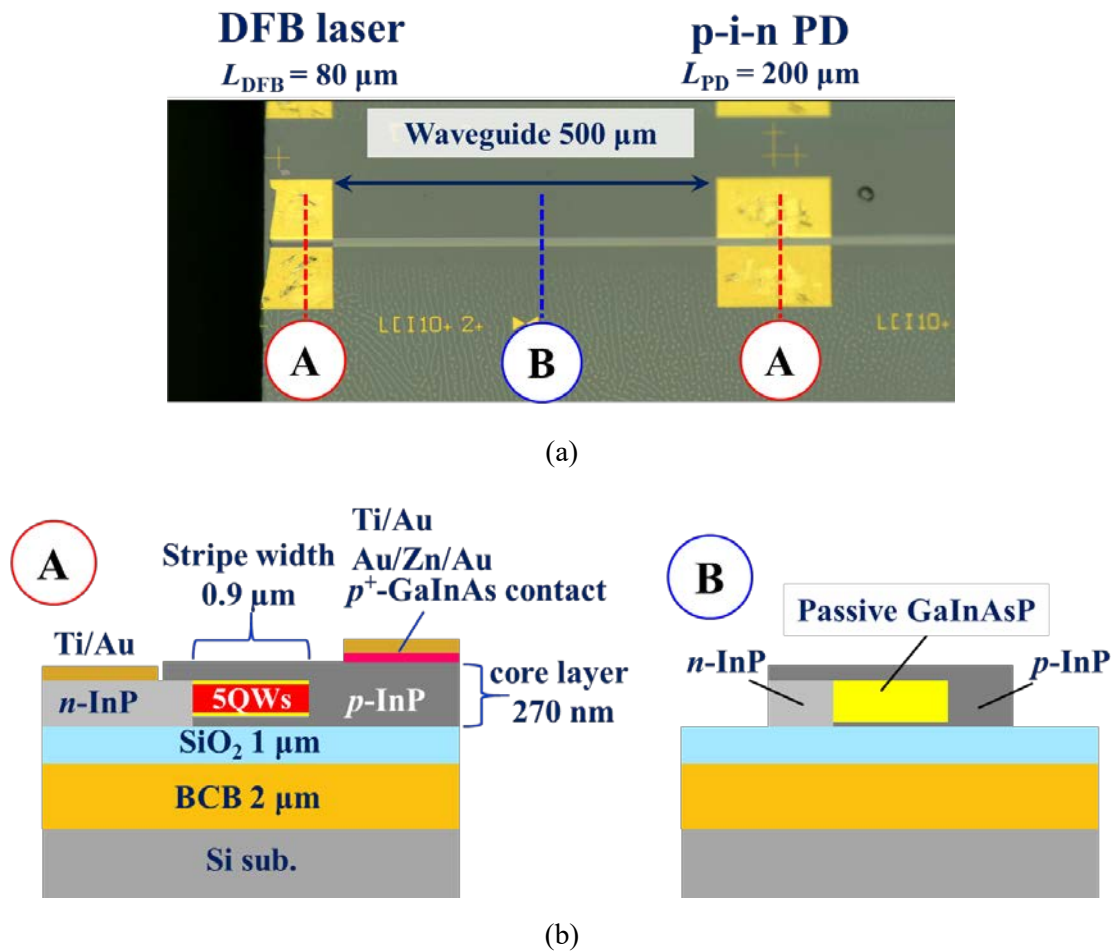 DFB laser
L_DFB = 80 μm
p-i-n PD
L_PD = 200 μm
Waveguide 500 μm
LCI10+ 2+
LCI10+
A
B
A
(a)
A
Stripe width
0.9 μm
Ti/Au
Au/Zn/Au
p⁺-GaInAs contact
Ti/Au
n-InP
5QWs
p-InP
core layer
270 nm
SiO₂ 1 μm
BCB 2 μm
Si sub.
B
Passive GaInAsP
n-InP
p-InP
(b)